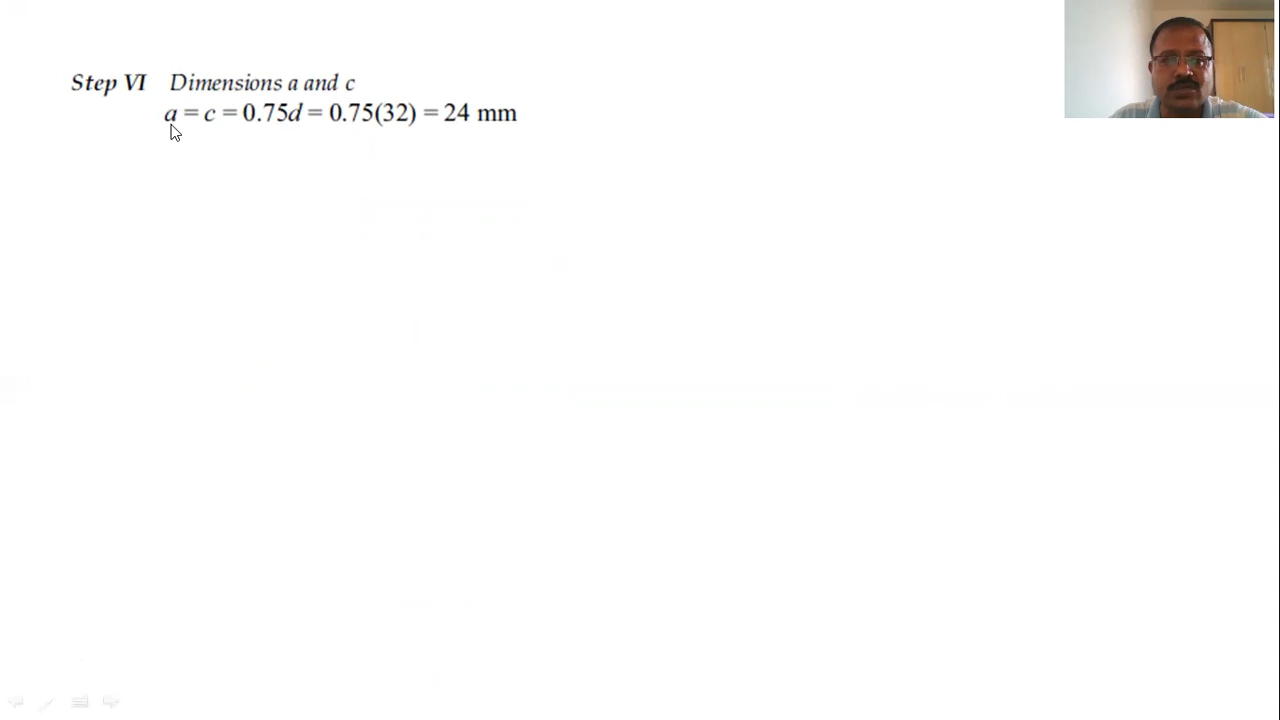 Step VI Dimensions a and c
a = c = 0.75d = 0.75(32) = 24 mm